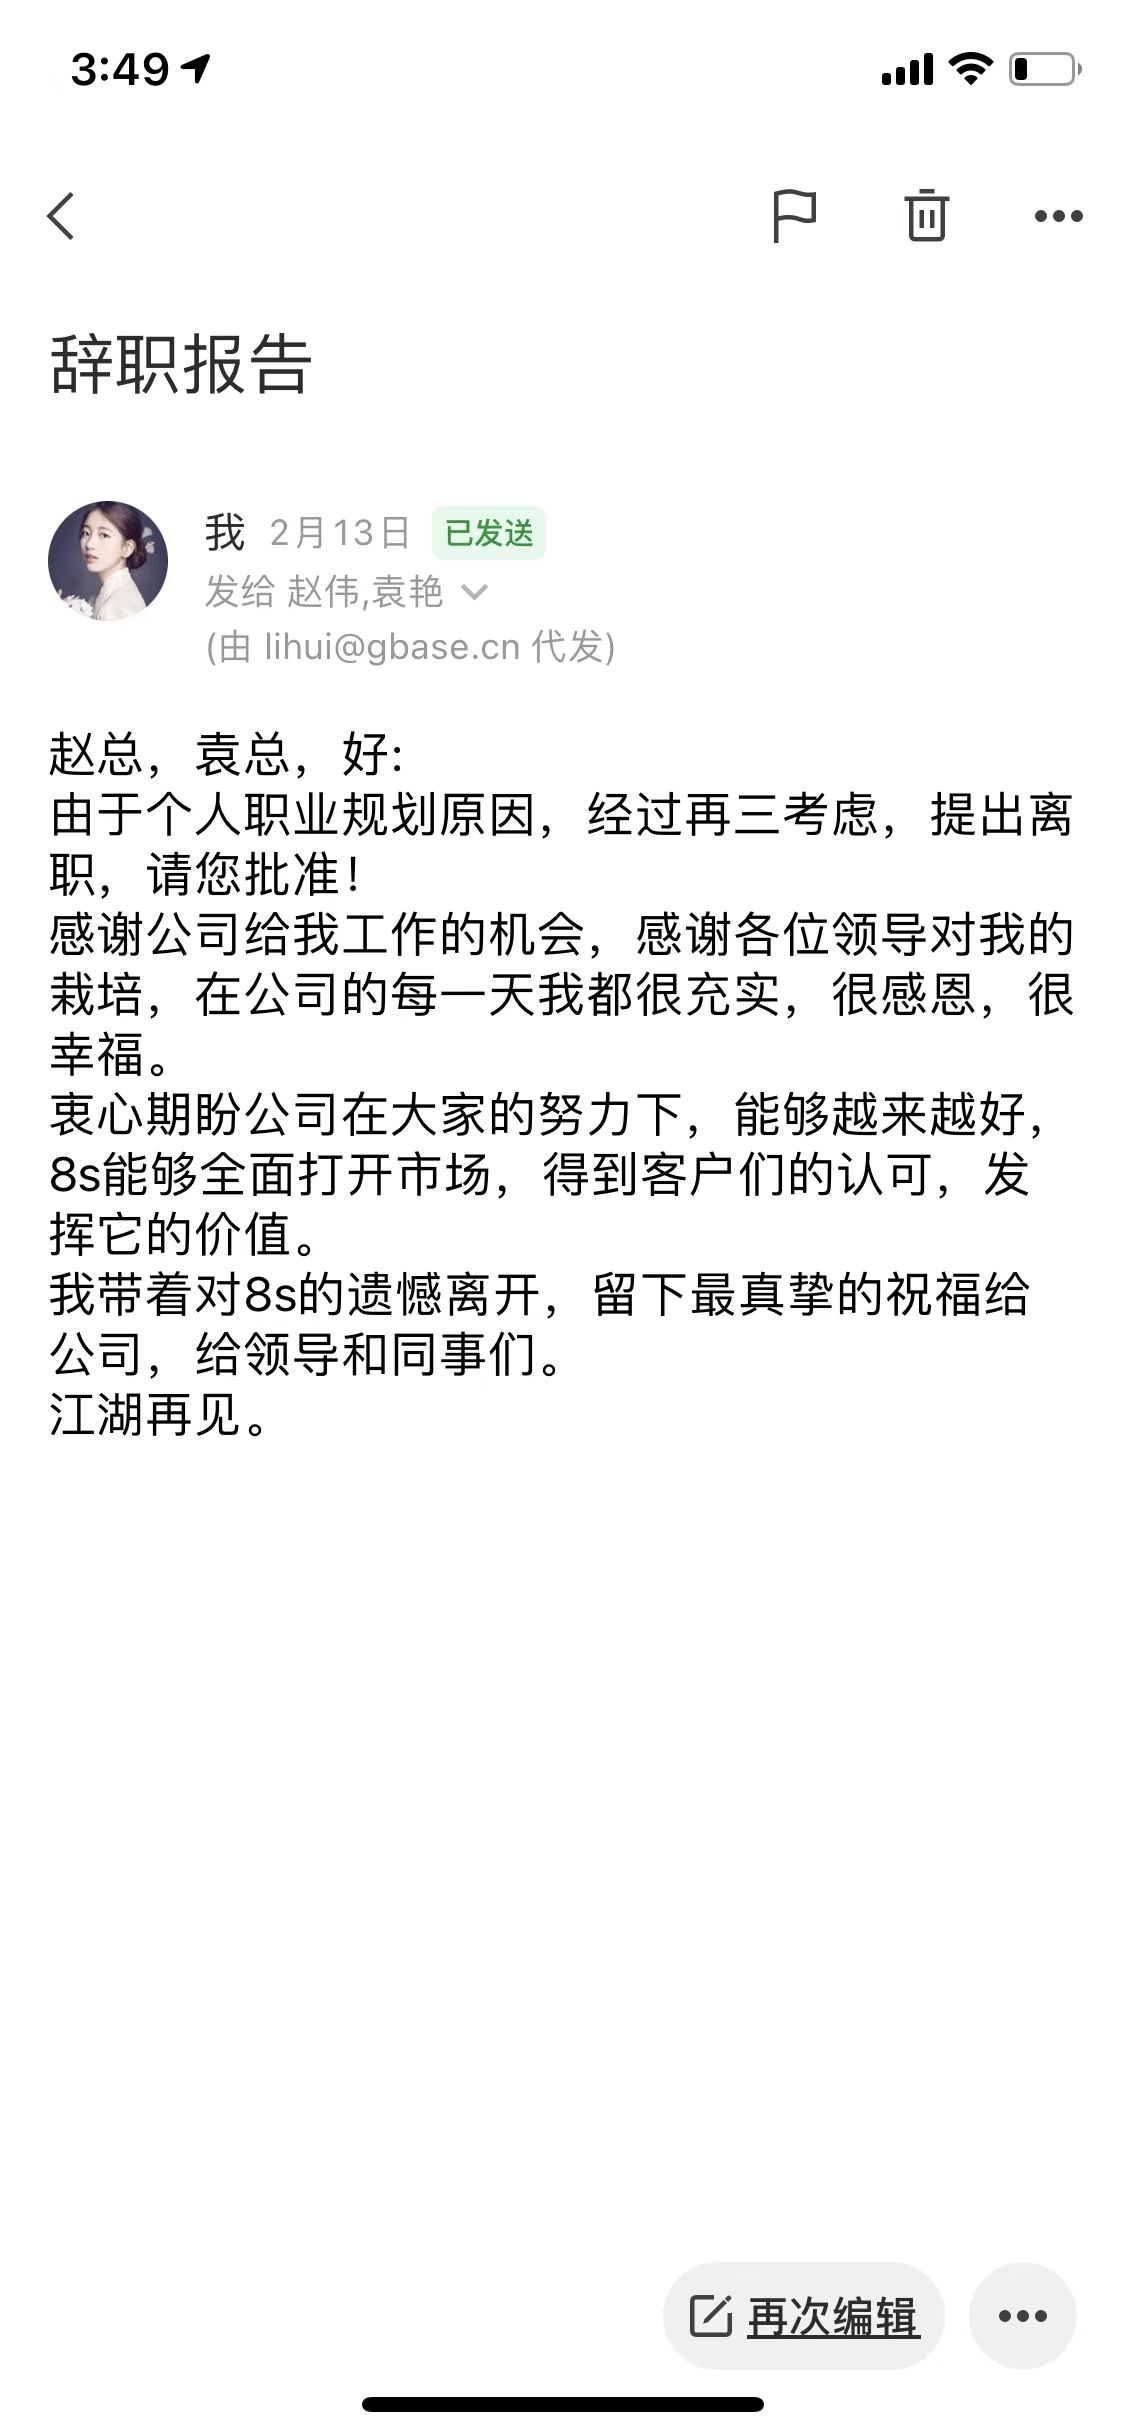 3:49
辞职报告
我 2月13日 已发送
发给 赵伟,袁艳
(由 lihui@gbase.cn 代发)
赵总，袁总，好:
由于个人职业规划原因，经过再三考虑，提出离
职，请您批准！
感谢公司给我工作的机会，感谢各位领导对我的
栽培，在公司的每一天我都很充实，很感恩，很
幸福。
衷心期盼公司在大家的努力下，能够越来越好，
8s能够全面打开市场，得到客户们的认可，发
挥它的价值。
我带着对8s的遗憾离开，留下最真挚的祝福给
公司，给领导和同事们。
江湖再见。
再次编辑